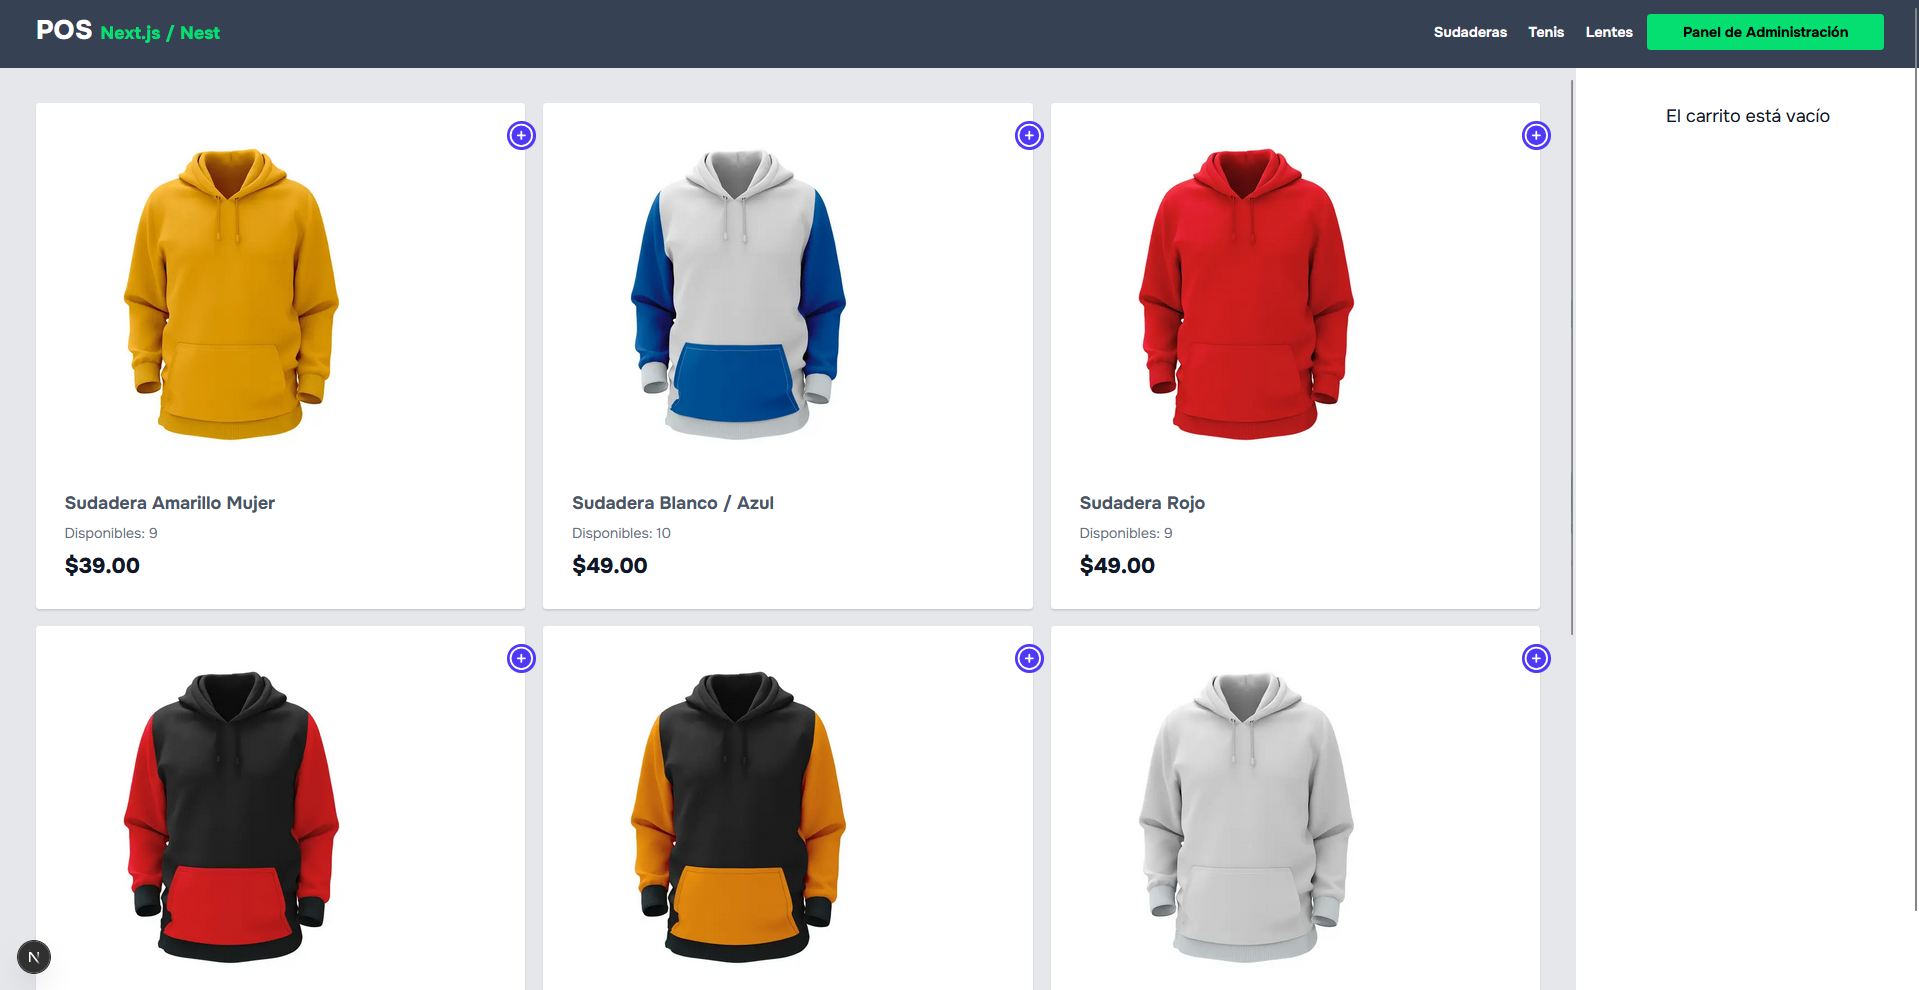 POS Next.js / Nest
Sudaderas Tenis Lentes Panel de Administración
El carrito está vacío
+
+
+
Sudadera Amarillo Mujer
Disponibles: 9
$39.00
Sudadera Blanco / Azul
Disponibles: 10
$49.00
Sudadera Rojo
Disponibles: 9
$49.00
+
+
+
N